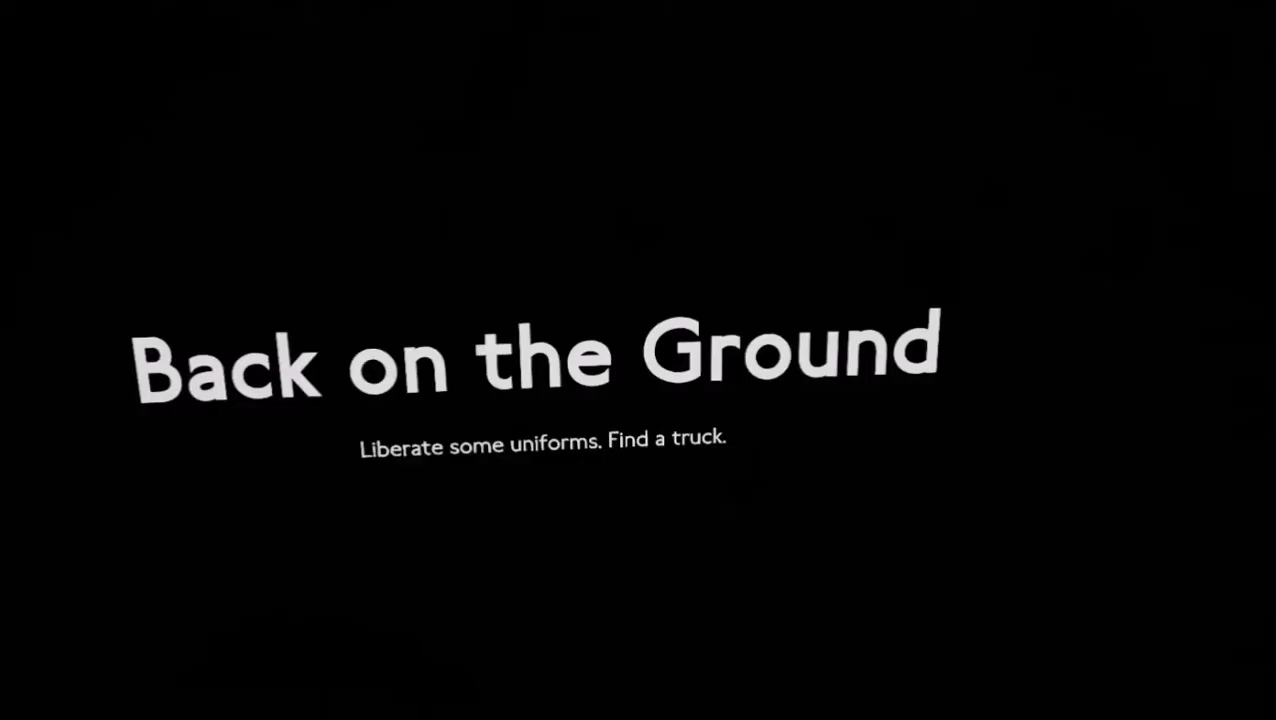 Back on the Ground
Liberate some uniforms. Find a truck.